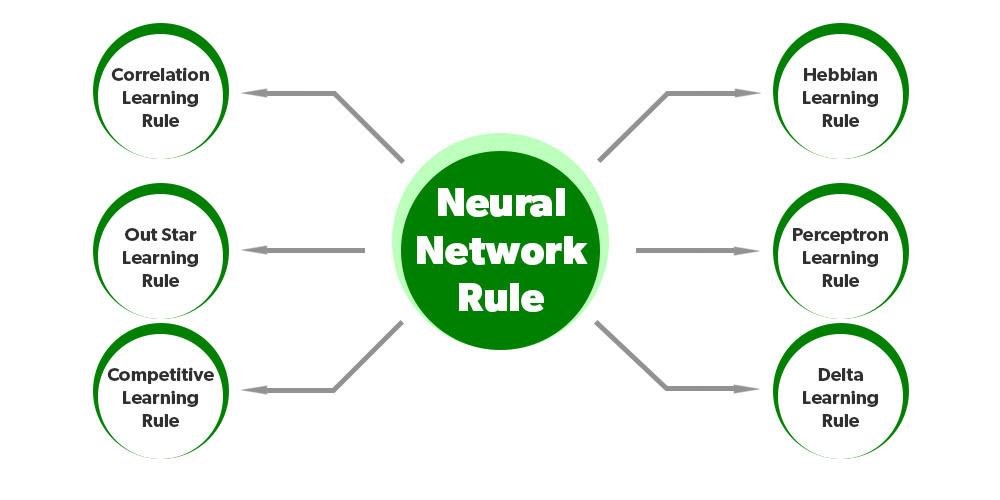 Correlation
Learning
Rule
Out Star
Learning
Rule
Competitive
Learning
Rule
Neural
Network
Rule
Hebbian
Learning
Rule
Perceptron
Learning
Rule
Delta
Learning
Rule